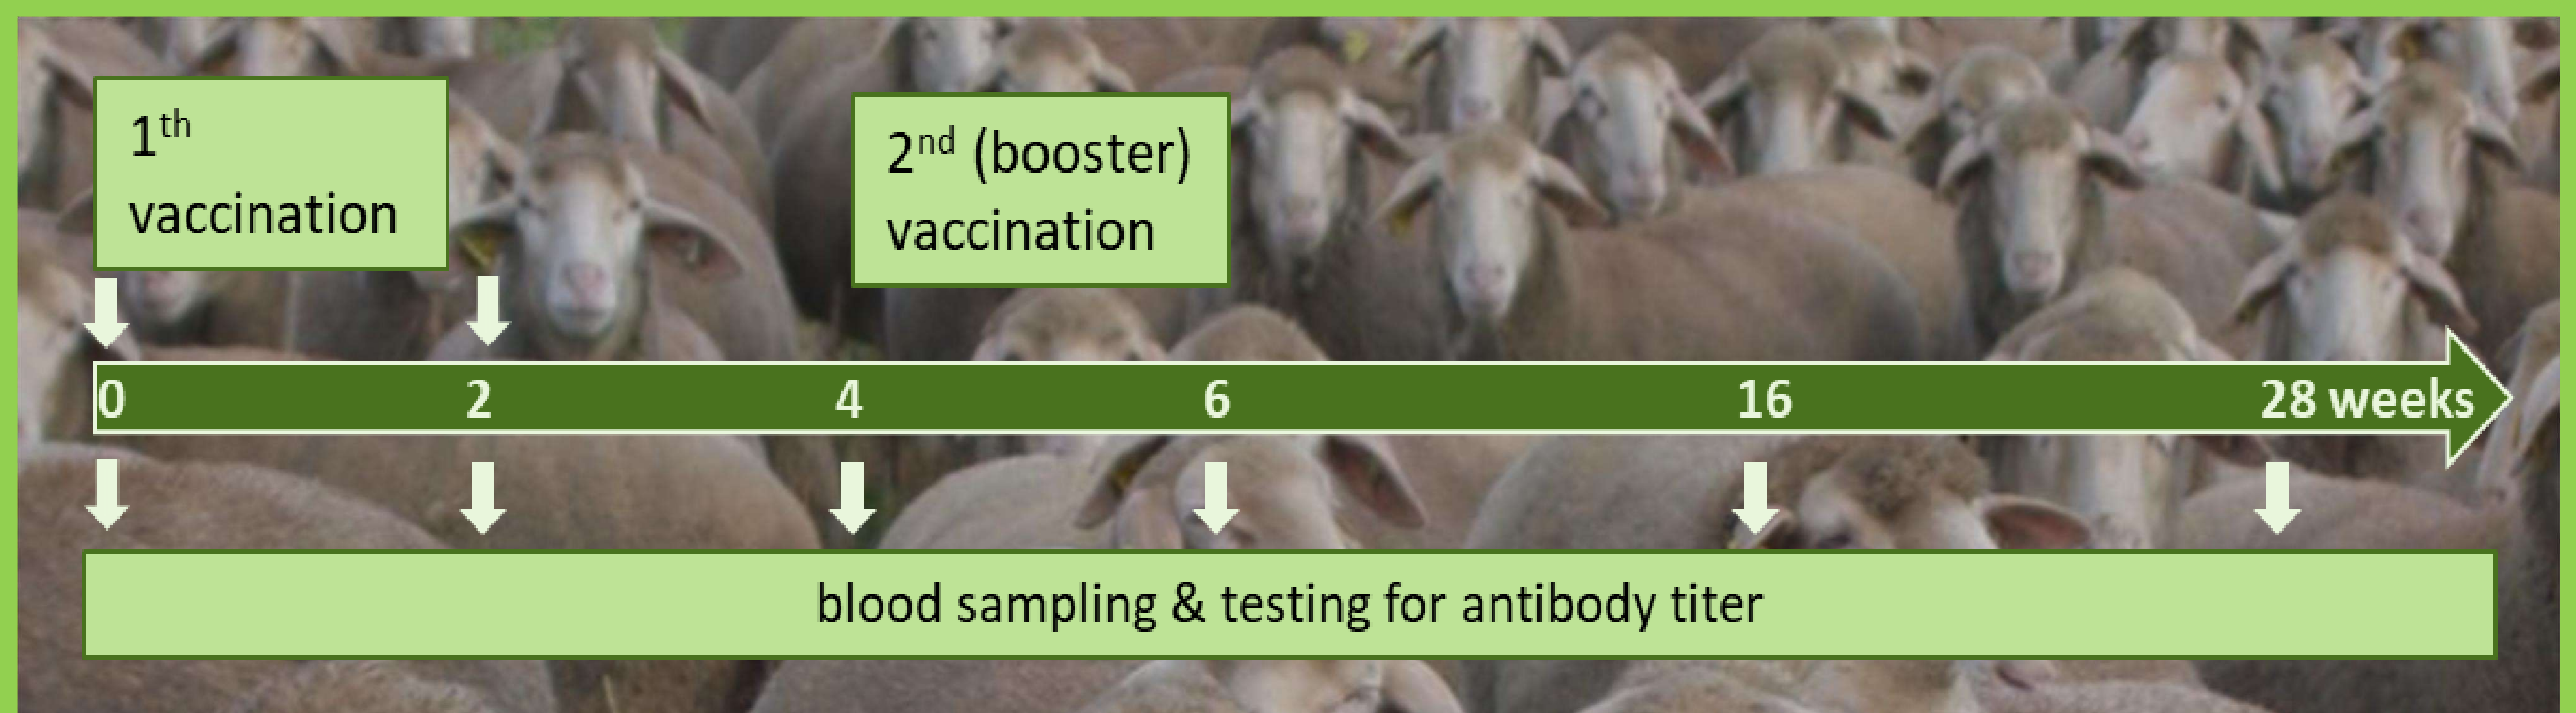 1th
vaccination
2nd (booster)
vaccination
0 2 4 6 16 28 weeks
blood sampling & testing for antibody titer